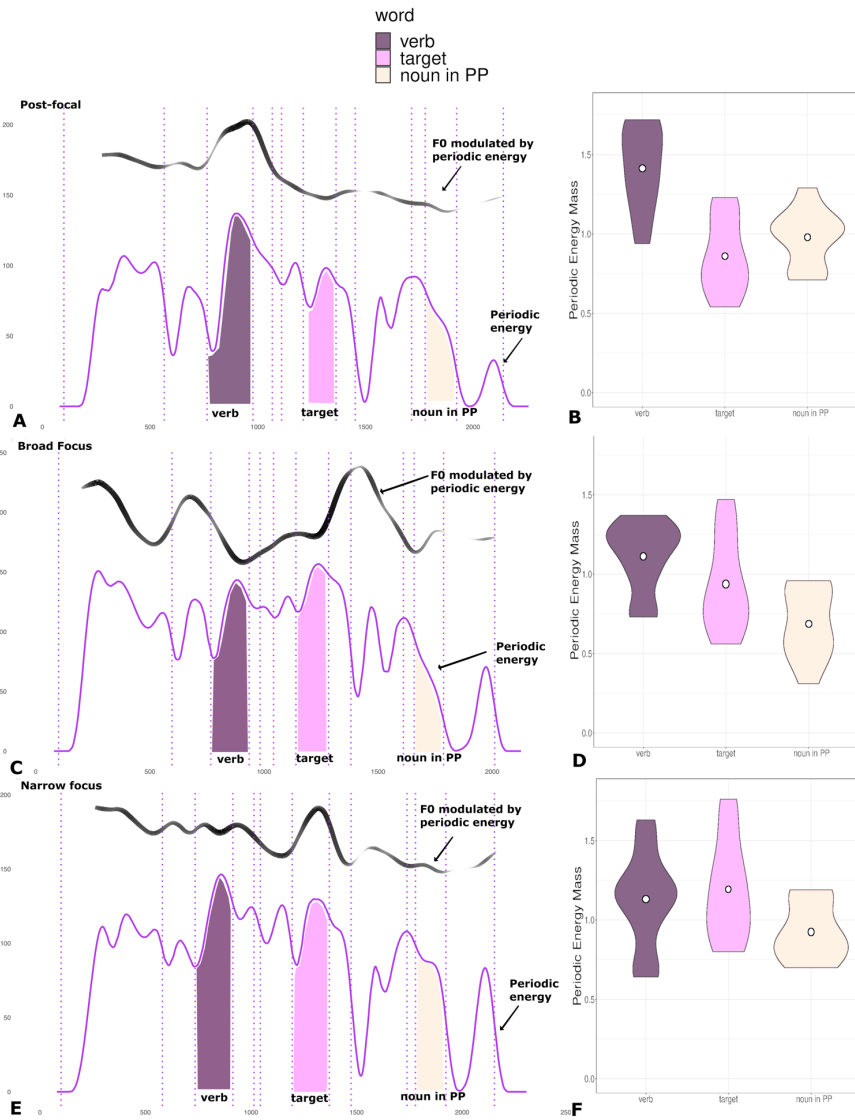 word
verb
target
noun in PP
Post-focal
200
150
100
50
0
F0 modulated by
periodic energy
Periodic
energy
verb
target
noun in PP
0
500
1000
1500
2000
A
Periodic Energy Mass
1.5
1.0
0.5
0.0
verb
target
noun in PP
B
Broad Focus
50
00
50
00
50
0
F0 modulated by
periodic energy
Periodic
energy
verb
target
noun in PP
0
500
1000
1500
2000
C
Periodic Energy Mass
1.5
1.0
0.5
0.0
verb
target
noun in PP
D
Narrow focus
200
150
100
50
0
F0 modulated by
periodic energy
Periodic
energy
verb
target
noun in PP
0
500
1000
1500
2000
250
E
Periodic Energy Mass
1.5
1.0
0.5
0.0
verb
target
noun in PP
F